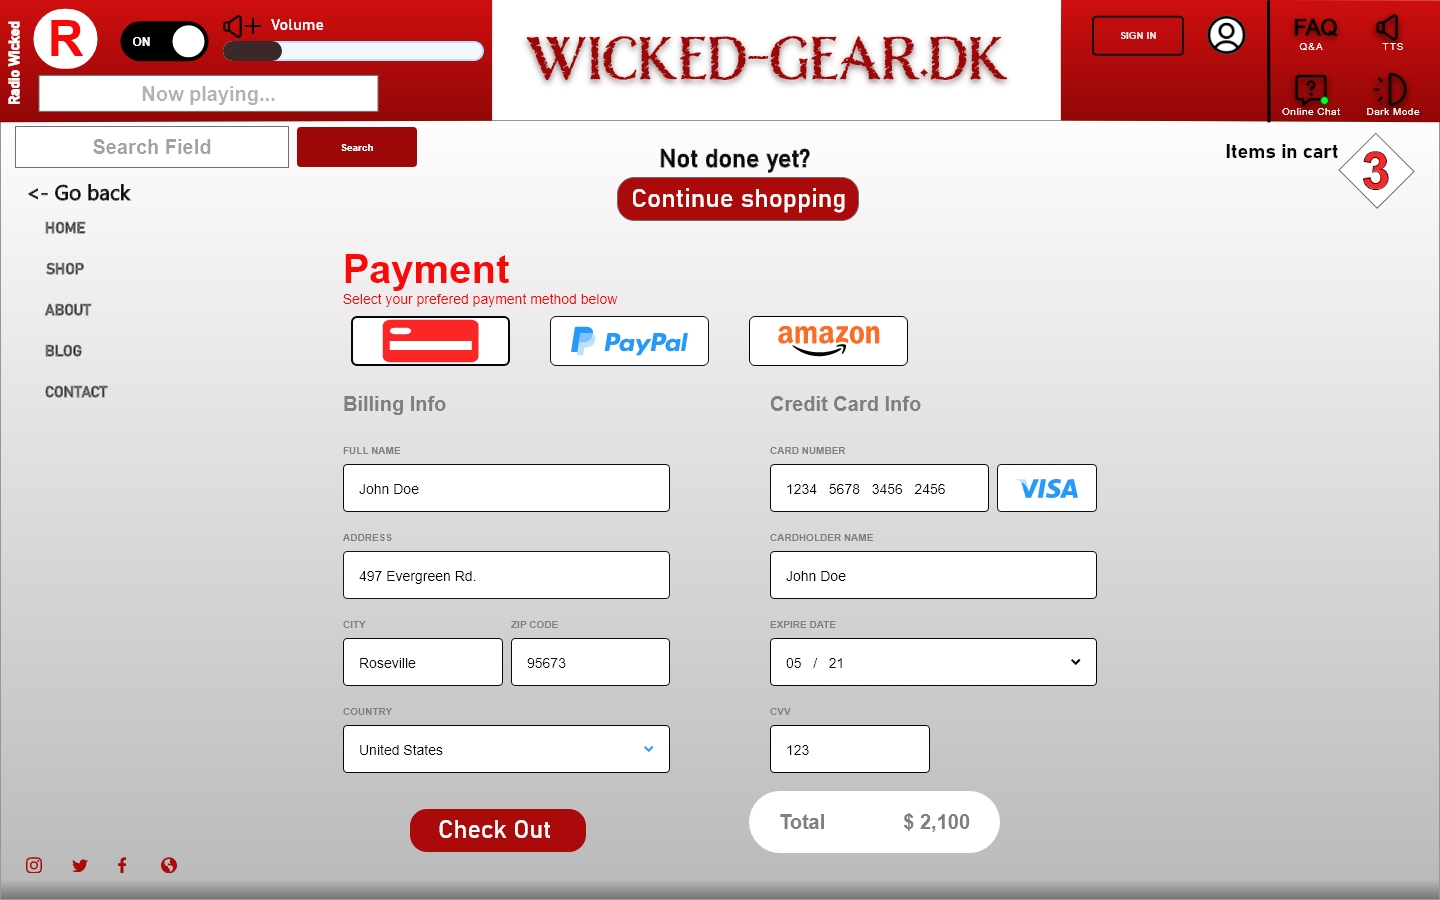 Radio Wicked
R
ON
Volume
Now playing...
WICKED-GEAR.DK
SIGN IN
FAQ
Q&A
TTS
?
Online Chat
Dark Mode
Search Field
Search
Not done yet?
Continue shopping
Items in cart
3
<- Go back
HOME
SHOP
ABOUT
BLOG
CONTACT
Payment
Select your prefered payment method below
PayPal
amazon
Billing Info
Credit Card Info
FULL NAME
CARD NUMBER
John Doe
1234 5678 3456 2456
VISA
ADDRESS
CARDHOLDER NAME
497 Evergreen Rd.
John Doe
CITY
ZIP CODE
EXPIRE DATE
Roseville
95673
05 / 21
COUNTRY
CVV
United States
123
Check Out
Total $ 2,100